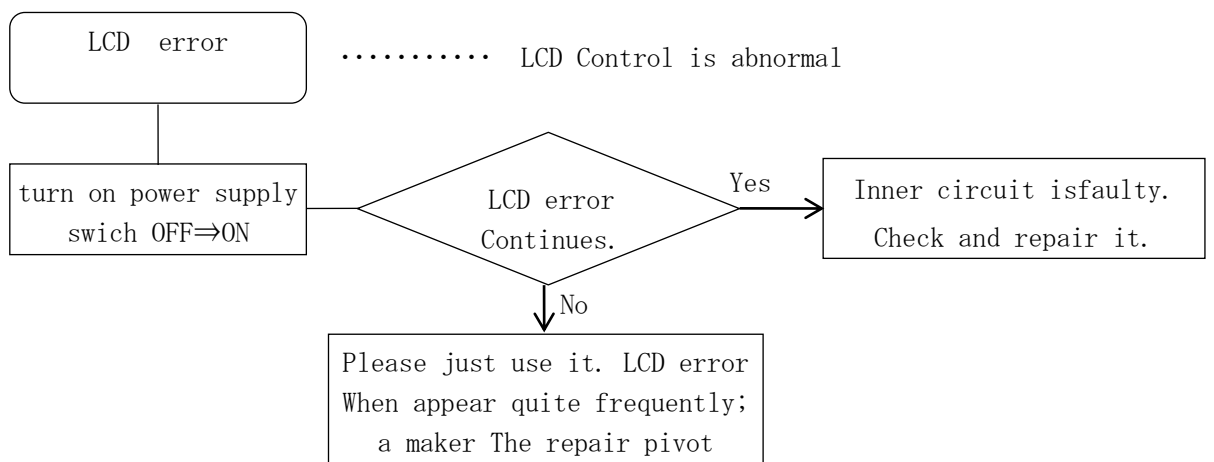 LCD error
··········· LCD Control is abnormal
turn on power supply
swich OFF⇒ON
LCD error
Continues.
Yes
Inner circuit isfaulty.
Check and repair it.
No
Please just use it. LCD error
When appear quite frequently;
a maker The repair pivot